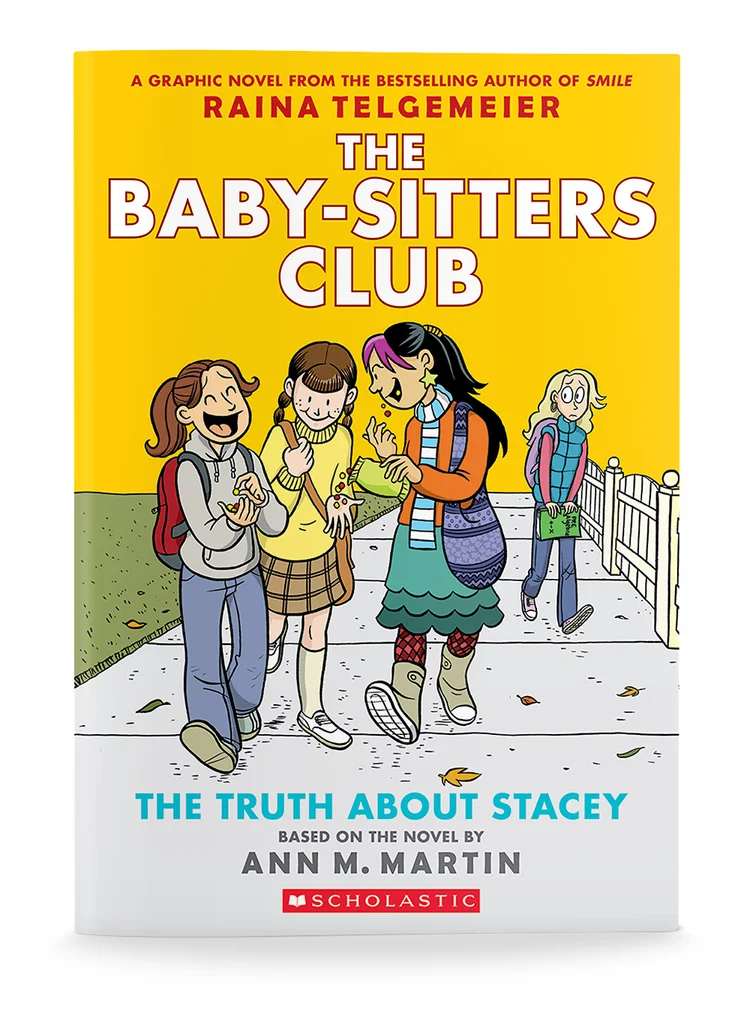 A GRAPHIC NOVEL FROM THE BESTSELLING AUTHOR OF SMILE
RAINA TELGEMEIER
THE
BABY-SITTERS
CLUB
THE TRUTH ABOUT STACEY
BASED ON THE NOVEL BY
ANN M. MARTIN
SCHOLASTIC